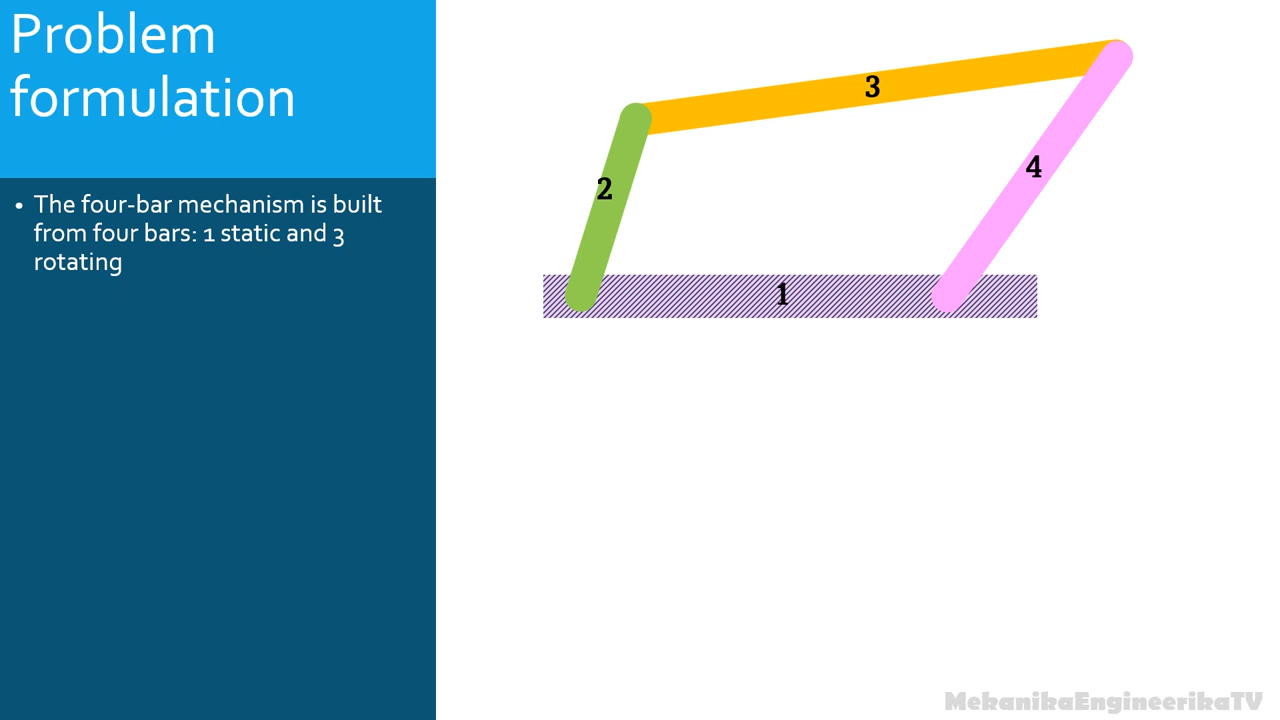 Problem
formulation
• The four-bar mechanism is built
from four bars: 1 static and 3
rotating
3
4
2
1
MekanikaEngineerikaTV